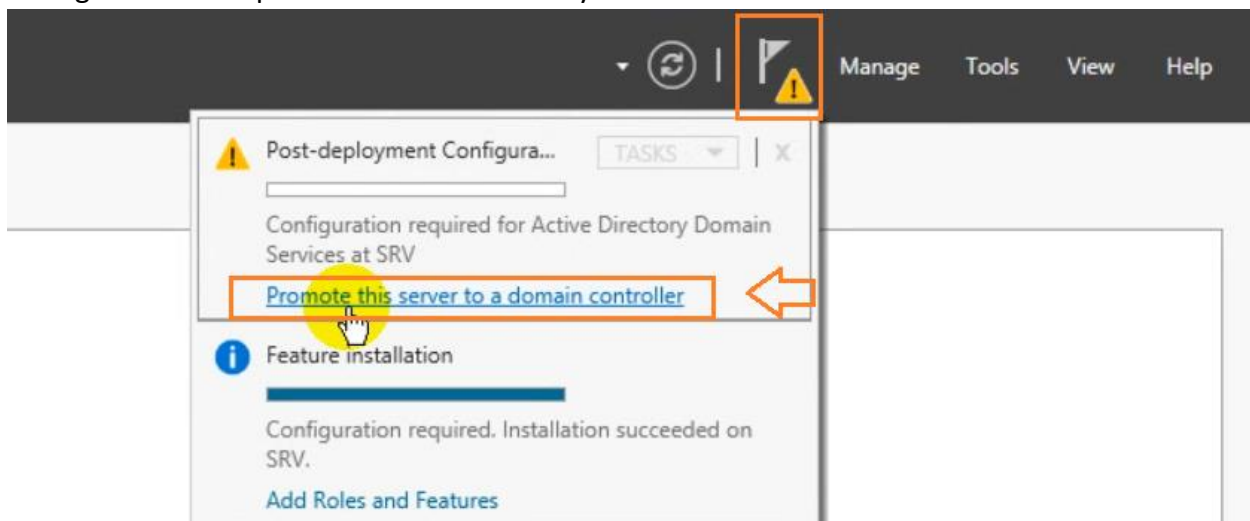 Manage Tools View Help
Post-deployment Configura... TASKS X
Configuration required for Active Directory Domain
Services at SRV
Promote this server to a domain controller
Feature installation
Configuration required. Installation succeeded on
SRV.
Add Roles and Features